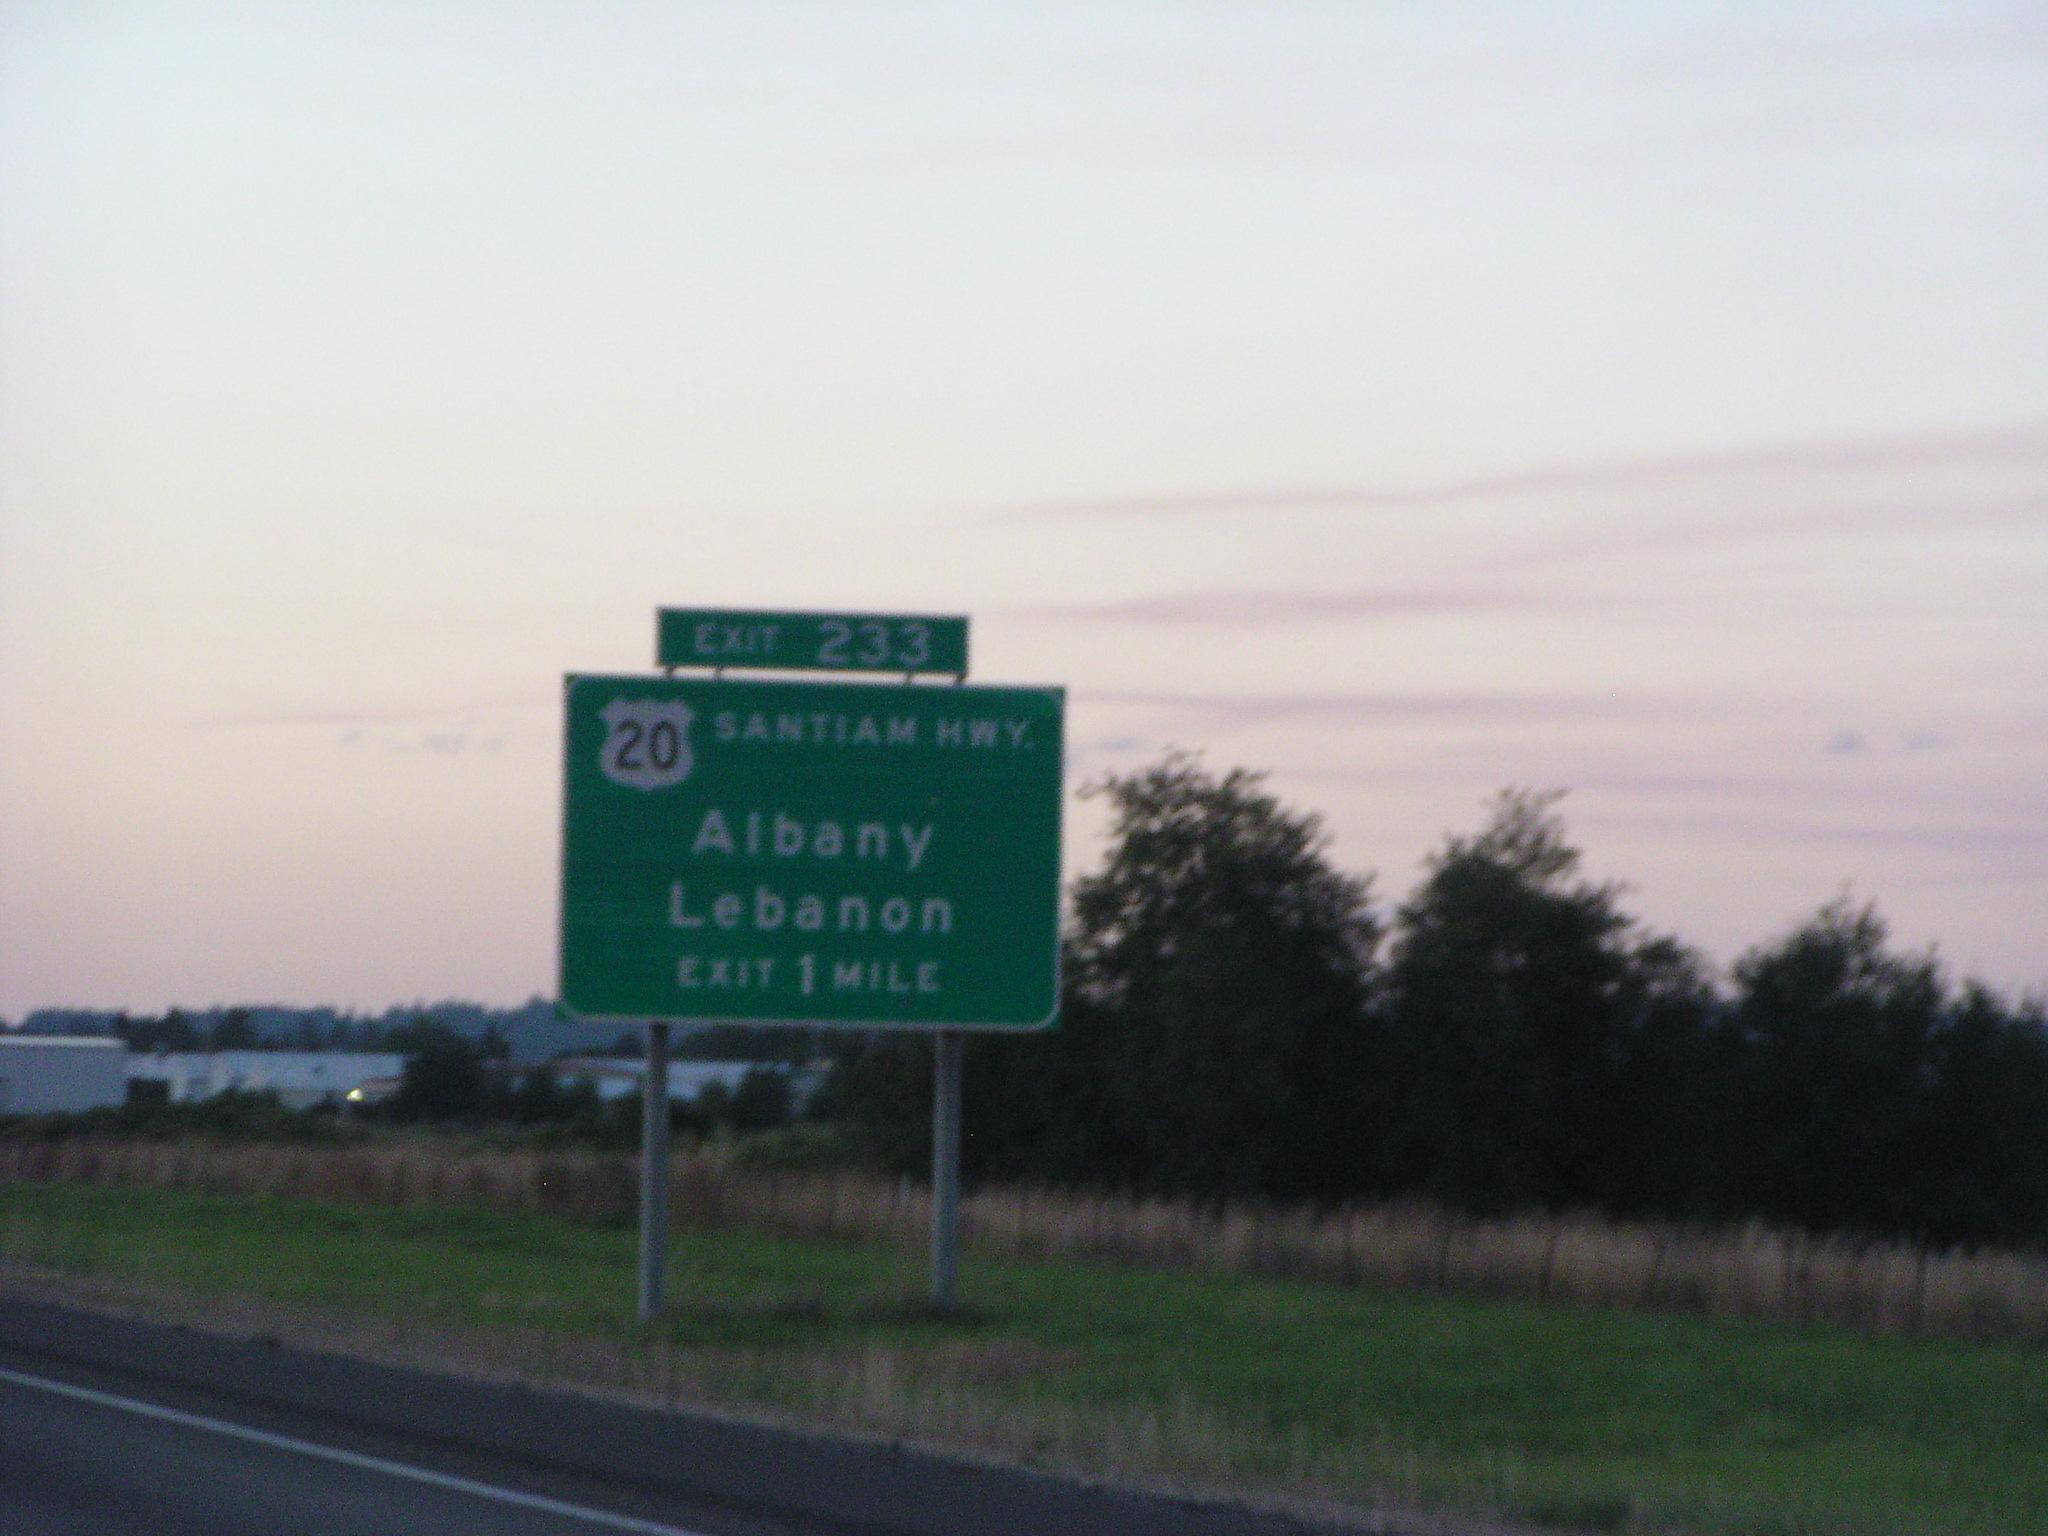 EXIT 233
20 SANTIAM HWY.
Albany
Lebanon
EXIT 1 MILE